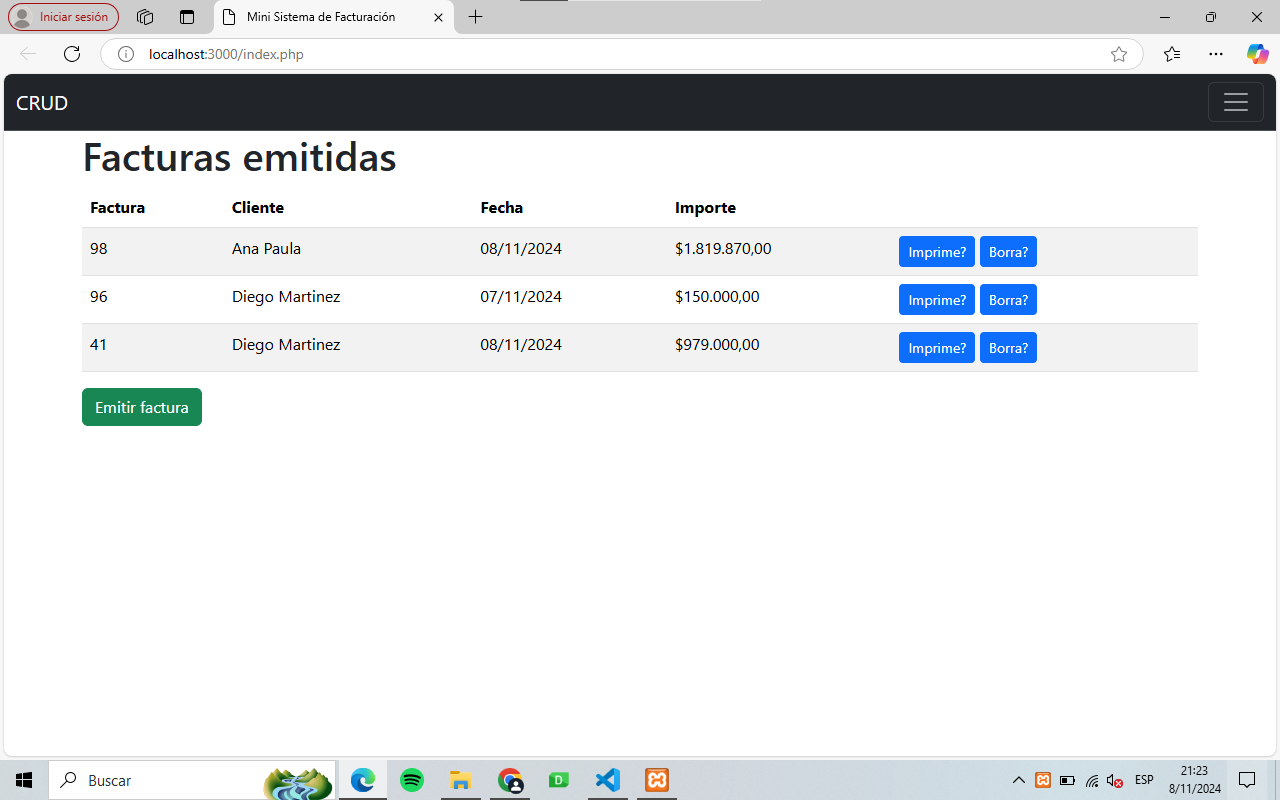 Iniciar sesión
Mini Sistema de Facturación
localhost:3000/index.php
CRUD
Facturas emitidas
Factura Cliente Fecha Importe
98 Ana Paula 08/11/2024 $1.819.870,00 Imprime? Borra?
96 Diego Martinez 07/11/2024 $150.000,00 Imprime? Borra?
41 Diego Martinez 08/11/2024 $979.000,00 Imprime? Borra?
Emitir factura
Buscar
D
ESP
21:23
8/11/2024